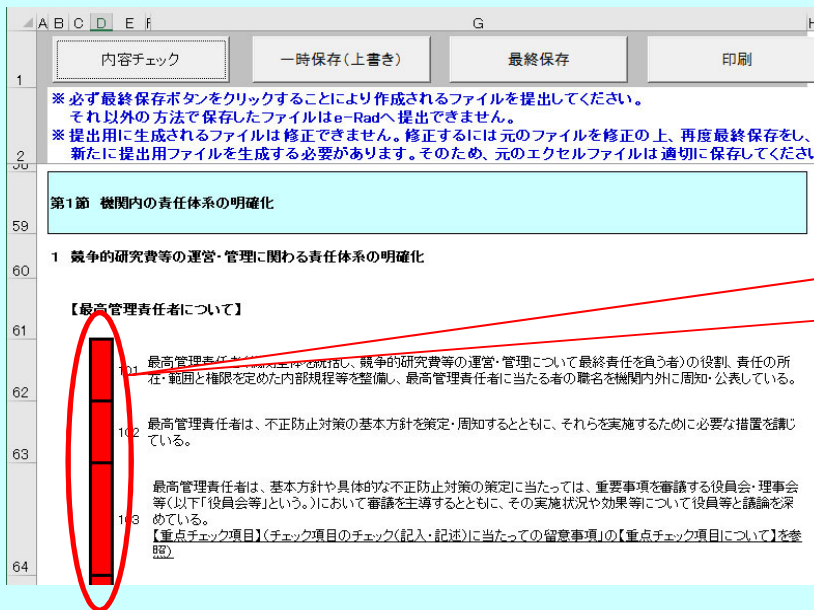 A B C D E F G H
内容チェック 一時保存(上書き) 最終保存 印刷
1
※必ず最終保存ボタンをクリックすることにより作成されるファイルを提出してください。
それ以外の方法で保存したファイルはe-Radへ提出できません。
※提出用に生成されるファイルは修正できません。修正するには元のファイルを修正の上、再度最終保存をし、
新たに提出用ファイルを生成する必要があります。そのため、元のエクセルファイルは適切に保存してくださ
2
第1節 機関内の責任体系の明確化
59
1 競争的研究費等の運営・管理に関わる責任体系の明確化
60
【最高管理責任者について】
61
101 最高管理責任者(機関全体を統括し、競争的研究費等の運営・管理について最終責任を負う者)の役割、責任の所
在・範囲と権限を定めた内部規程等を整備し、最高管理責任者に当たる者の職名を機関内外に周知・公表している。
62
102 最高管理責任者は、不正防止対策の基本方針を策定・周知するとともに、それらを実施するために必要な措置を講じ
ている。
63
最高管理責任者は、基本方針や具体的な不正防止対策の策定に当たっては、重要事項を審議する役員会・理事会
等(以下「役員会等」という。)において審議を主導するとともに、その実施状況や効果等について役員等と議論を深
103 めている。
【重点チェック項目】(チェック項目のチェック(記入・記述)に当たっての留意事項」の【重点チェック項目について】を参
照)
64